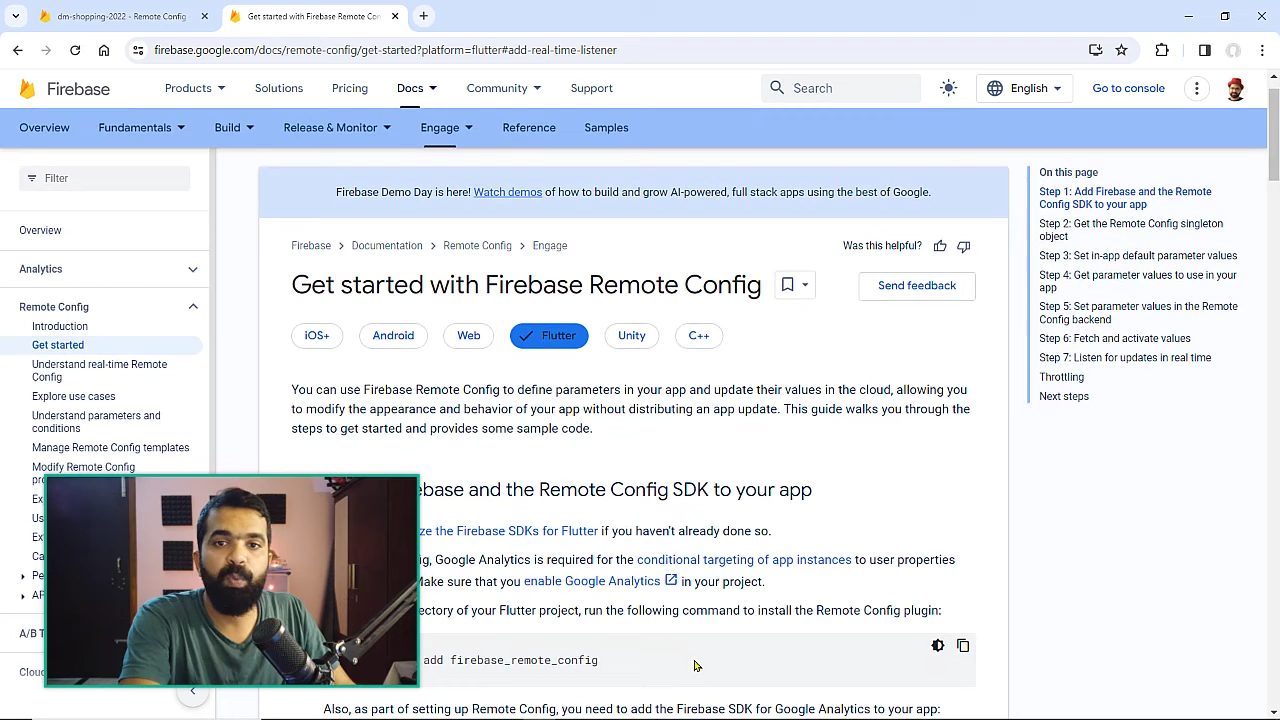 dm-shopping-2022 - Remote Config
Get started with Firebase Remote Con
firebase.google.com/docs/remote-config/get-started?platform=flutter#add-real-time-listener
Firebase
Products
Solutions
Pricing
Docs
Community
Support
Search
English
Go to console
Overview
Fundamentals
Build
Release & Monitor
Engage
Reference
Samples
Filter
Overview
Analytics
Remote Config
Introduction
Get started
Understand real-time Remote
Config
Explore use cases
Understand parameters and
conditions
Manage Remote Config templates
Modify Remote Config
Firebase Demo Day is here! Watch demos of how to build and grow AI-powered, full stack apps using the best of Google.
Firebase > Documentation > Remote Config > Engage
Was this helpful?
Get started with Firebase Remote Config
Send feedback
iOS+
Android
Web
Flutter
Unity
C++
You can use Firebase Remote Config to define parameters in your app and update their values in the cloud, allowing you
to modify the appearance and behavior of your app without distributing an app update. This guide walks you through the
steps to get started and provides some sample code.
ebase and the Remote Config SDK to your app
ze the Firebase SDKs for Flutter if you haven't already done so.
ig, Google Analytics is required for the conditional targeting of app instances to user properties
Make sure that you enable Google Analytics in your project.
ectory of your Flutter project, run the following command to install the Remote Config plugin:
add firebase_remote_config
Also, as part of setting up Remote Config, you need to add the Firebase SDK for Google Analytics to your app:
A/B T
Cloud
On this page
Step 1: Add Firebase and the Remote
Config SDK to your app
Step 2: Get the Remote Config singleton
object
Step 3: Set in-app default parameter values
Step 4: Get parameter values to use in your
app
Step 5: Set parameter values in the Remote
Config backend
Step 6: Fetch and activate values
Step 7: Listen for updates in real time
Throttling
Next steps